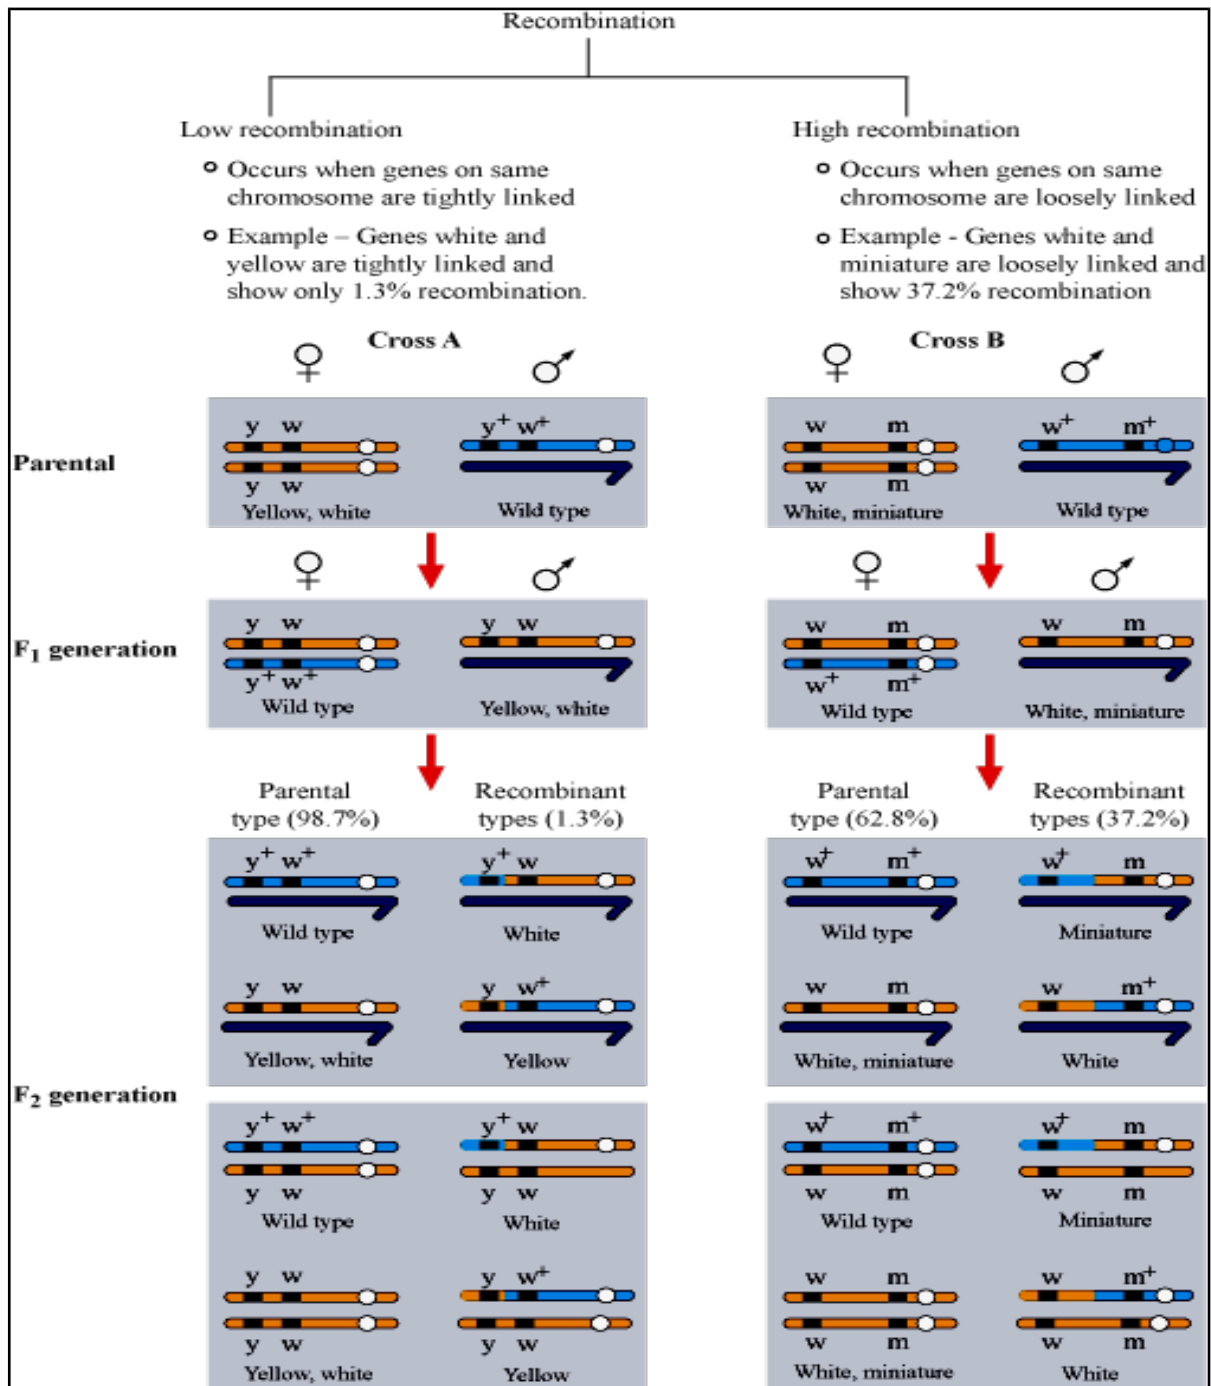 Recombination
Low recombination
Occurs when genes on same
chromosome are tightly linked
Example – Genes white and
yellow are tightly linked and
show only 1.3% recombination.
High recombination
Occurs when genes on same
chromosome are loosely linked
Example - Genes white and
miniature are loosely linked and
show 37.2% recombination
Cross A
Cross B
Parental
y w
y w
Yellow, white
y+ w+
Wild type
w m
w m
White, miniature
w+ m+
Wild type
F1 generation
y w
y+ w+
Wild type
y w
Yellow, white
w m
w+ m+
Wild type
w m
White, miniature
Parental
type (98.7%)
Recombinant
types (1.3%)
Parental
type (62.8%)
Recombinant
types (37.2%)
F2 generation
y+ w+
Wild type
y+ w
White
w+ m+
Wild type
w+ m
Miniature
y w
Yellow, white
y w+
Yellow
w m
White, miniature
w m+
White
y+ w+
y w
Wild type
y+ w
y w
White
w+ m+
w m
Wild type
w+ m
w m
Miniature
y w
y w
Yellow, white
y w+
y w
Yellow
w m
w m
White, miniature
w m+
w m
White